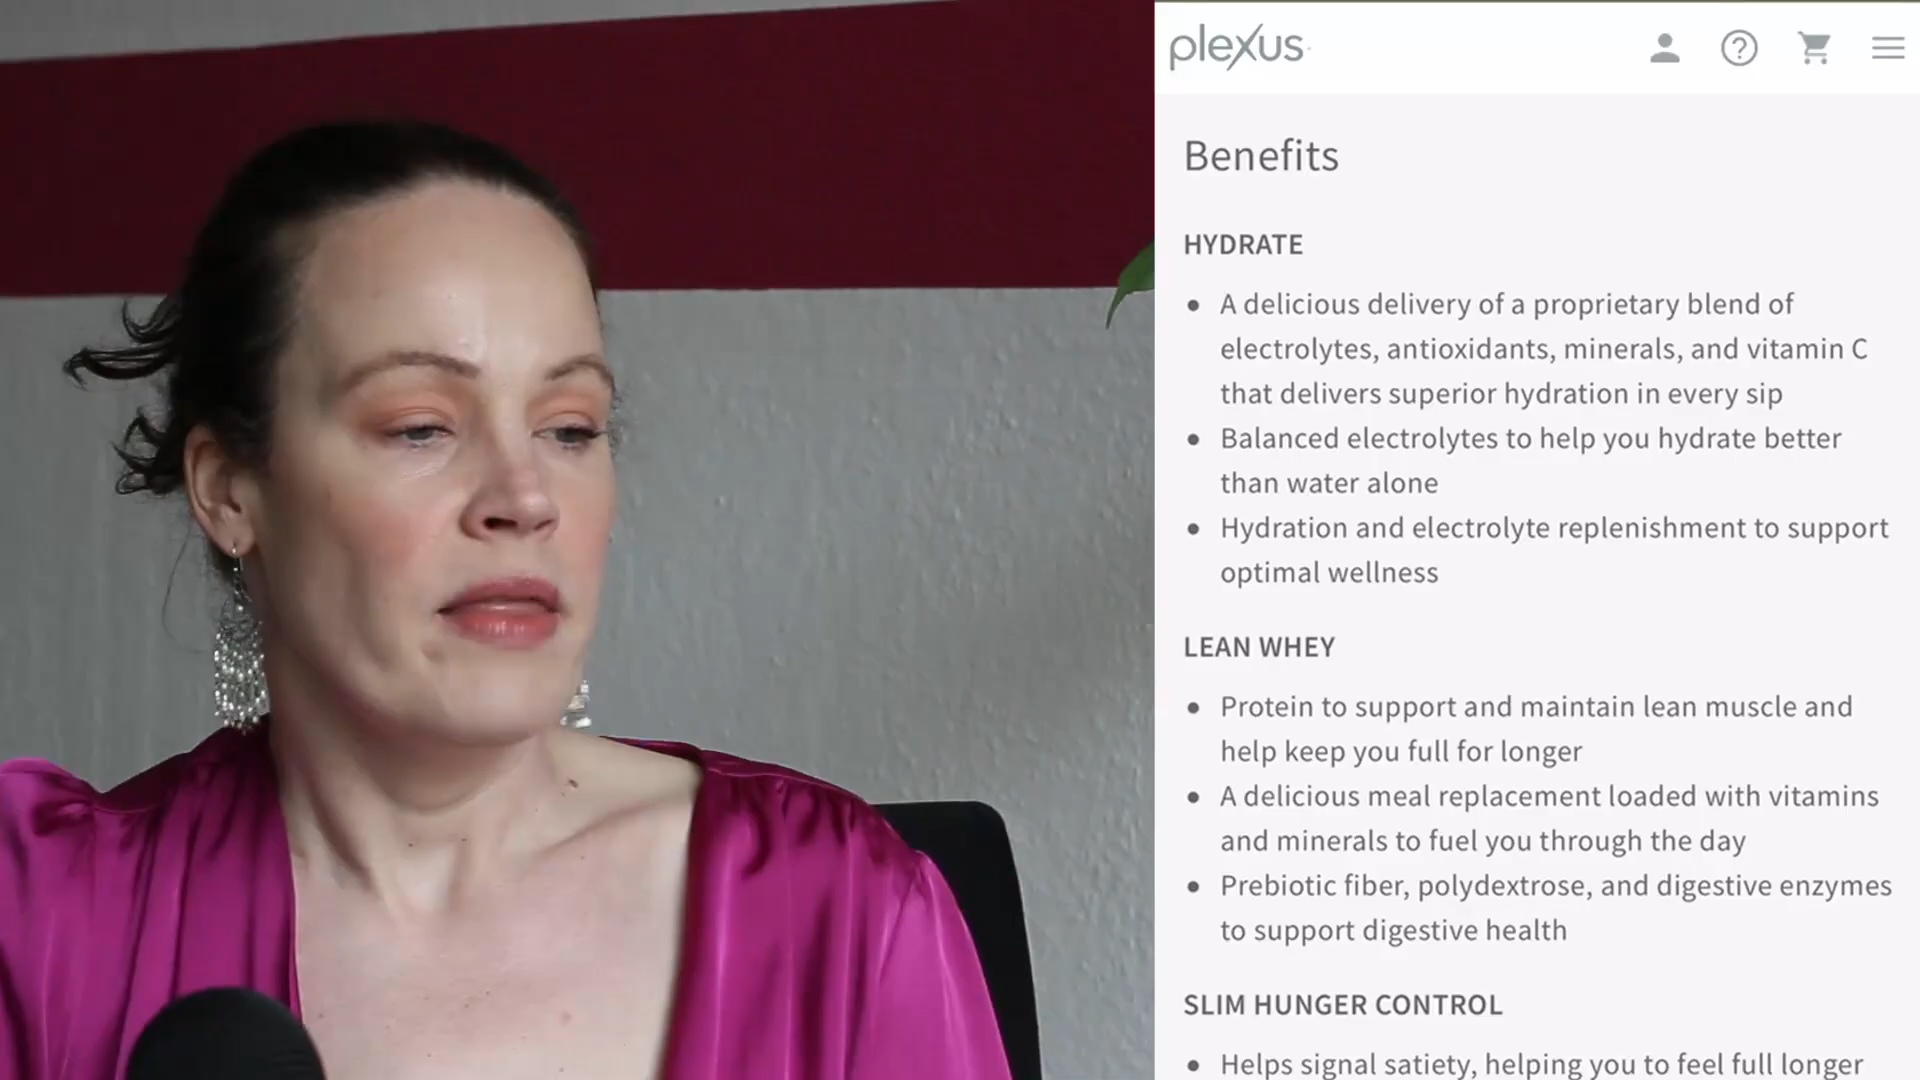 plexus
Benefits
HYDRATE
• A delicious delivery of a proprietary blend of
electrolytes, antioxidants, minerals, and vitamin C
that delivers superior hydration in every sip
• Balanced electrolytes to help you hydrate better
than water alone
• Hydration and electrolyte replenishment to support
optimal wellness
LEAN WHEY
• Protein to support and maintain lean muscle and
help keep you full for longer
• A delicious meal replacement loaded with vitamins
and minerals to fuel you through the day
• Prebiotic fiber, polydextrose, and digestive enzymes
to support digestive health
SLIM HUNGER CONTROL
• Helps signal satiety, helping you to feel full longer